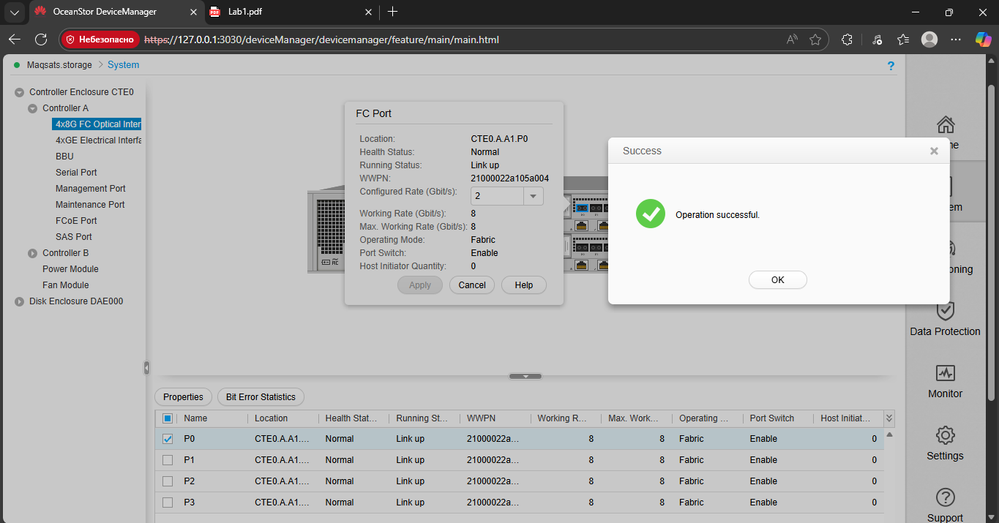 OceanStor DeviceManager
Lab1.pdf
Небезопасно https://127.0.0.1:3030/deviceManager/devicemanager/feature/main/main.html
Maqsats.storage > System ?
Controller Enclosure CTE0
Controller A
4x8G FC Optical Inter
4xGE Electrical Interfa
BBU
Serial Port
Management Port
Maintenance Port
FCoE Port
SAS Port
Controller B
Power Module
Fan Module
Disk Enclosure DAE000
FC Port
Location: CTE0.A.A1.P0
Health Status: Normal
Running Status: Link up
WWPN: 21000022a105a004
Configured Rate (Gbit/s): 2
Working Rate (Gbit/s): 8
Max. Working Rate (Gbit/s): 8
Operating Mode: Fabric
Port Switch: Enable
Host Initiator Quantity: 0
Apply Cancel Help
Success
Operation successful.
OK
me
em
oning
Data Protection
Monitor
Settings
Support
Properties Bit Error Statistics
Name Location Health Stat... Running St... WWPN Working R... Max. Work... Operating ... Port Switch Host Initiat...
P0 CTE0.A.A1.... Normal Link up 21000022a... 8 8 Fabric Enable 0
P1 CTE0.A.A1.... Normal Link up 21000022a... 8 8 Fabric Enable 0
P2 CTE0.A.A1.... Normal Link up 21000022a... 8 8 Fabric Enable 0
P3 CTE0.A.A1.... Normal Link up 21000022a... 8 8 Fabric Enable 0